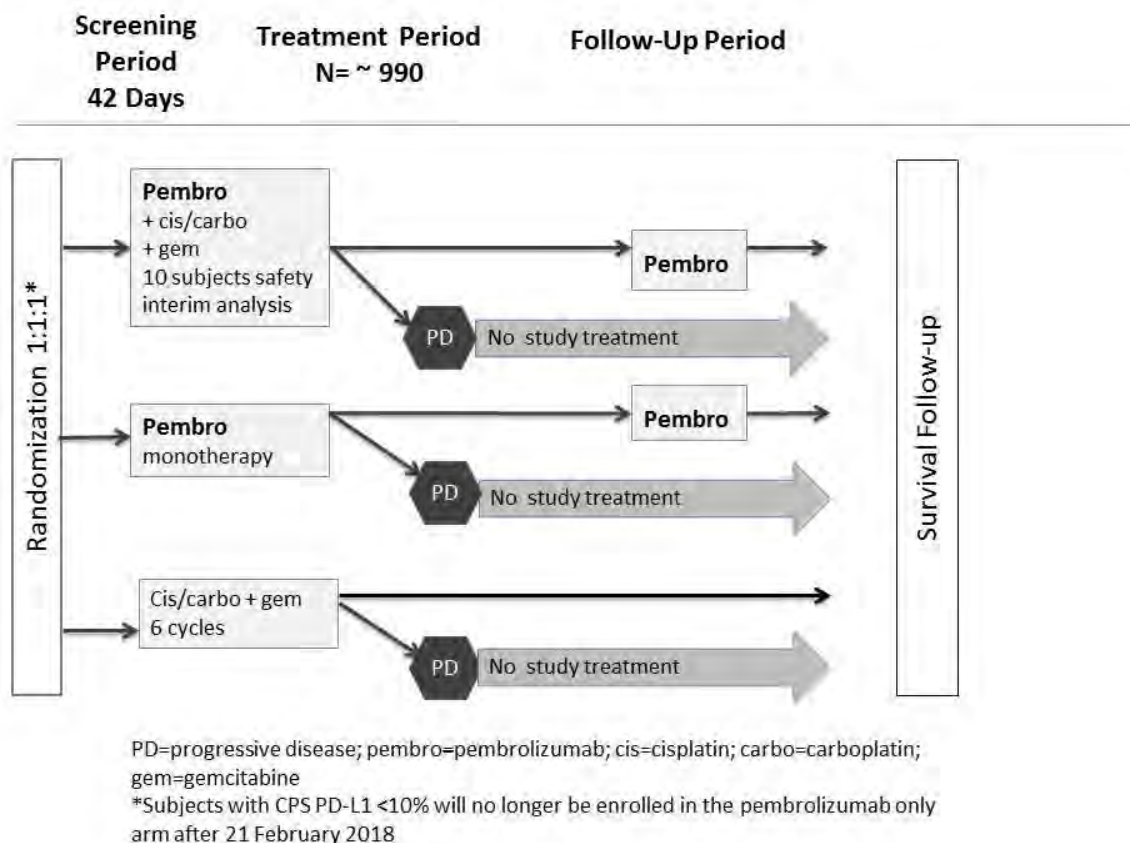 Screening
Period
42 Days
Treatment Period
N= ~ 990
Follow-Up Period
Randomization 1:1:1*
Pembro
+ cis/carbo
+ gem
10 subjects safety
interim analysis
Pembro
PD
No study treatment
Pembro
monotherapy
Pembro
PD
No study treatment
Cis/carbo + gem
6 cycles
PD
No study treatment
Survival Follow-up
PD=progressive disease; pembro=pembrolizumab; cis=cisplatin; carbo=carboplatin;
gem=gemcitabine
*Subjects with CPS PD-L1 <10% will no longer be enrolled in the pembrolizumab only
arm after 21 February 2018